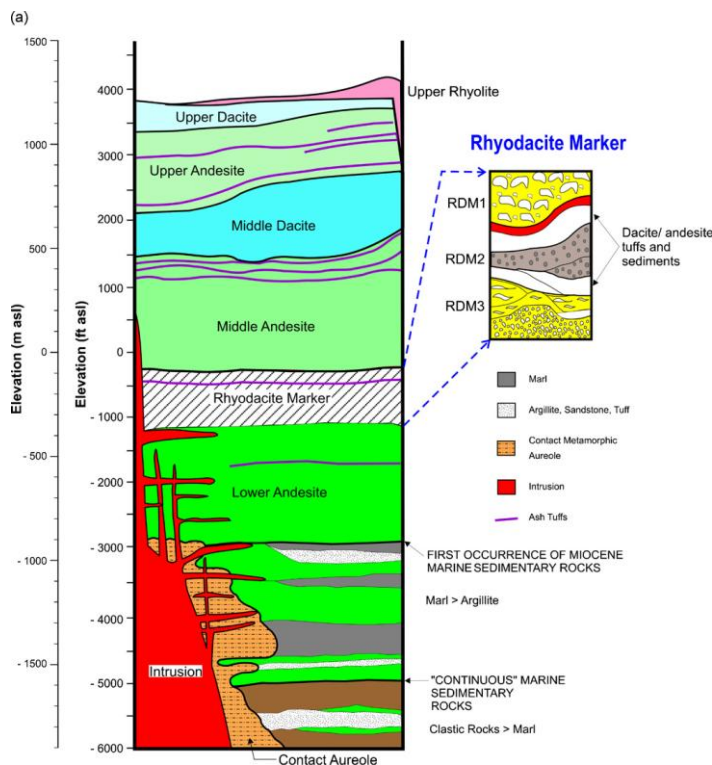 (a)
Elevation (m asl)
1500
1000
500
0
- 500
- 1000
- 1500
Elevation (ft asl)
4000
3000
2000
1000
0
- 1000
- 2000
- 3000
- 4000
- 5000
- 6000
Upper Rhyolite
Upper Dacite
Upper Andesite
Middle Dacite
Middle Andesite
Rhyodacite Marker
Lower Andesite
Intrusion
Contact Aureole
Rhyodacite Marker
RDM1
RDM2
RDM3
Dacite/ andesite
tuffs and
sediments
Marl
Argillite, Sandstone, Tuff
Contact Metamorphic
Aureole
Intrusion
Ash Tuffs
FIRST OCCURRENCE OF MIOCENE
MARINE SEDIMENTARY ROCKS
Marl > Argillite
"CONTINUOUS" MARINE
SEDIMENTARY
ROCKS
Clastic Rocks > Marl